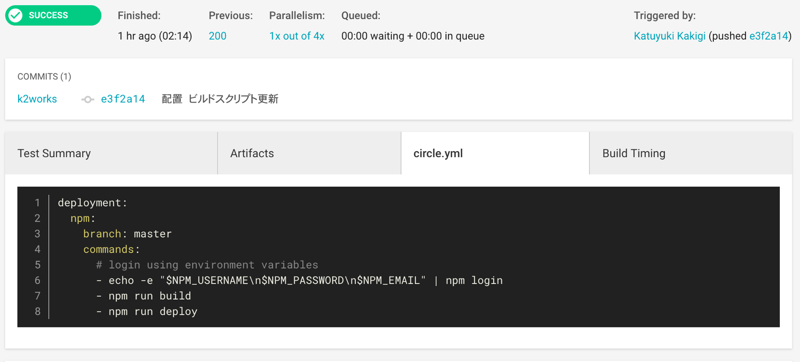 SUCCESS
Finished:
1 hr ago (02:14)
Previous:
200
Parallelism:
1x out of 4x
Queued:
00:00 waiting + 00:00 in queue
Triggered by:
Katuyuki Kakigi (pushed e3f2a14)
COMMITS (1)
k2works e3f2a14 配置 ビルドスクリプト更新
Test Summary Artifacts circle.yml Build Timing
1 deployment:
2   npm:
3     branch: master
4     commands:
5       # login using environment variables
6       - echo -e "$NPM_USERNAME\n$NPM_PASSWORD\n$NPM_EMAIL" | npm login
7       - npm run build
8       - npm run deploy